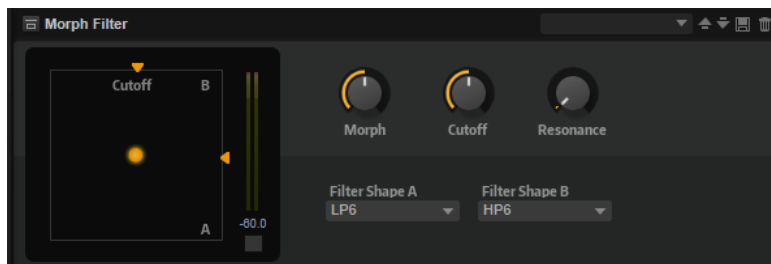 Morph Filter
Cutoff B
A
-60.0
Morph Cutoff Resonance
Filter Shape A Filter Shape B
LP6 HP6